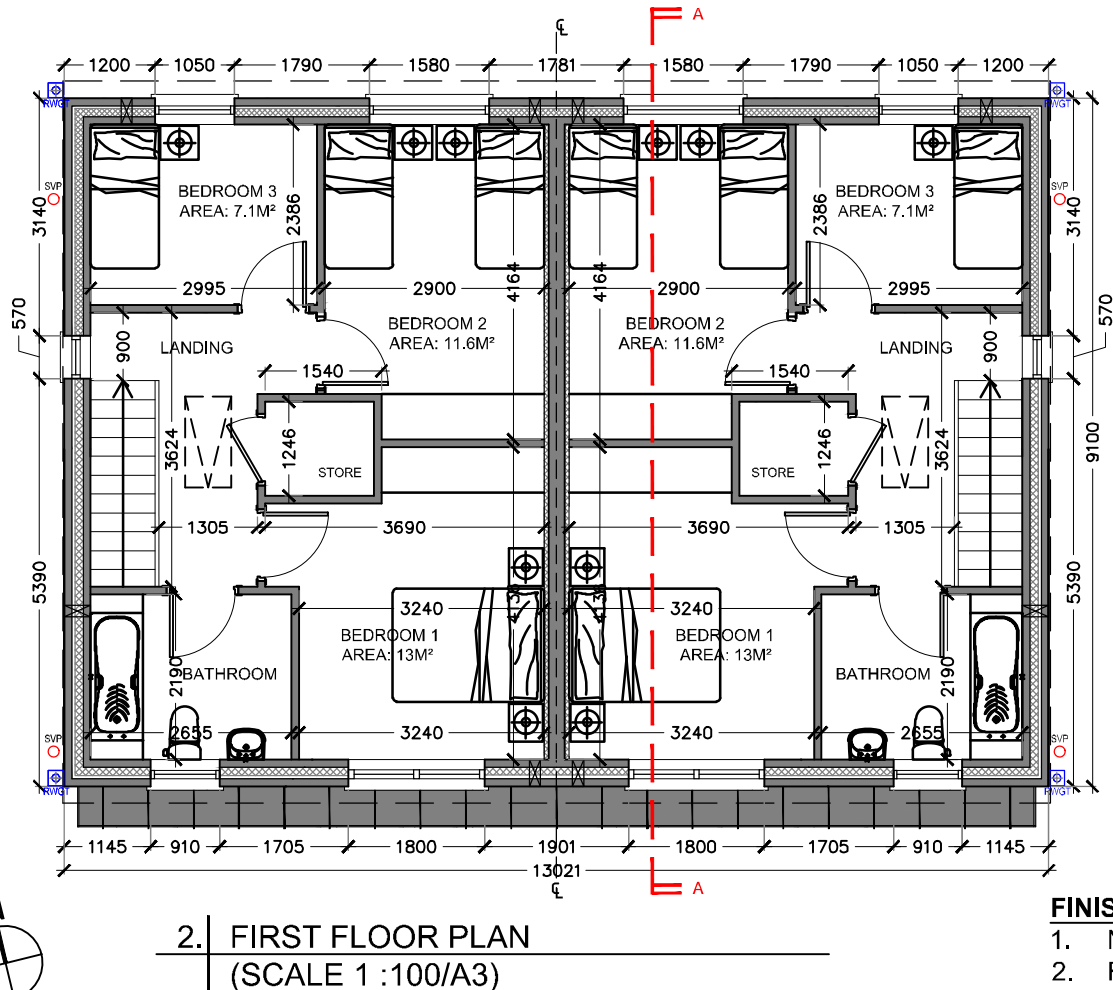 A
℄
1200 1050 1790 1580 1781 1580 1790 1050 1200
RWGT RWGT
SVP SVP
BEDROOM 3 BEDROOM 3
AREA: 7.1M² AREA: 7.1M²
3140 2386 2386 3140
4164 4164
2995 2900 2900 2995
570 570
BEDROOM 2 BEDROOM 2
AREA: 11.6M² AREA: 11.6M²
LANDING LANDING
900 900
1540 1540
3624 1246 1246 3624
9100
STORE STORE
1305 3690 3690 1305
5390 5390
3240 3240
BEDROOM 1 BEDROOM 1
AREA: 13M² AREA: 13M²
BATHROOM BATHROOM
2190 2190
2655 3240 3240 2655
SVP SVP
RWGT RWGT
1145 910 1705 1800 1901 1800 1705 910 1145
13021
℄ A
2. FIRST FLOOR PLAN
(SCALE 1 :100/A3)
1.
2.